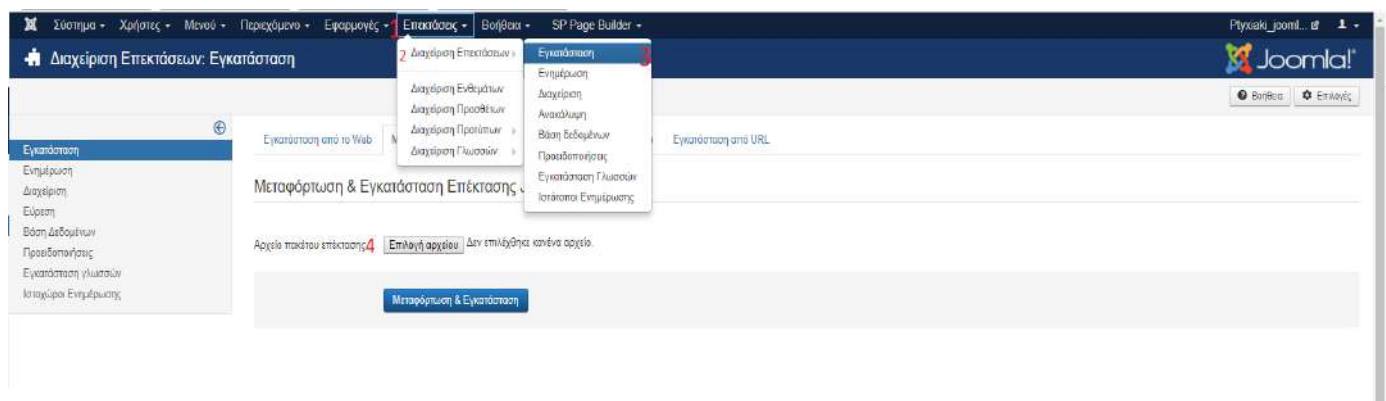 Σύστημα Χρήστες Μενού Περιεχόμενο Εφαρμογές 1 Επεκτάσεις Βοήθεια SP Page Builder Ptyxiaki_jooml...
Διαχείριση Επεκτάσεων: Εγκατάσταση
Joomla!
2 Διαχείριση Επεκτάσεων
Διαχείριση Ενθεμάτων
Διαχείριση Προσθέτων
Διαχείριση Προτύπων
Διαχείριση Γλωσσών
Εγκατάσταση 3
Ενημέρωση
Διαχείριση
Ανακάλυψη
Βάση δεδομένων
Προειδοποιήσεις
Εγκατάσταση Γλωσσών
Ιστότοποι Ενημέρωσης
Βοήθεια Επιλογές
Εγκατάσταση
Ενημέρωση
Διαχείριση
Εύρεση
Βάση Δεδομένων
Προειδοποιήσεις
Εγκατάσταση γλωσσών
Ιστοχώροι Ενημέρωσης
Εγκατάσταση από το Web Εγκατάσταση από URL
Μεταφόρτωση & Εγκατάσταση Επέκτασης
Αρχείο πακέτου επέκτασης 4 Επιλογή αρχείου Δεν επιλέχθηκε κανένα αρχείο.
Μεταφόρτωση & Εγκατάσταση